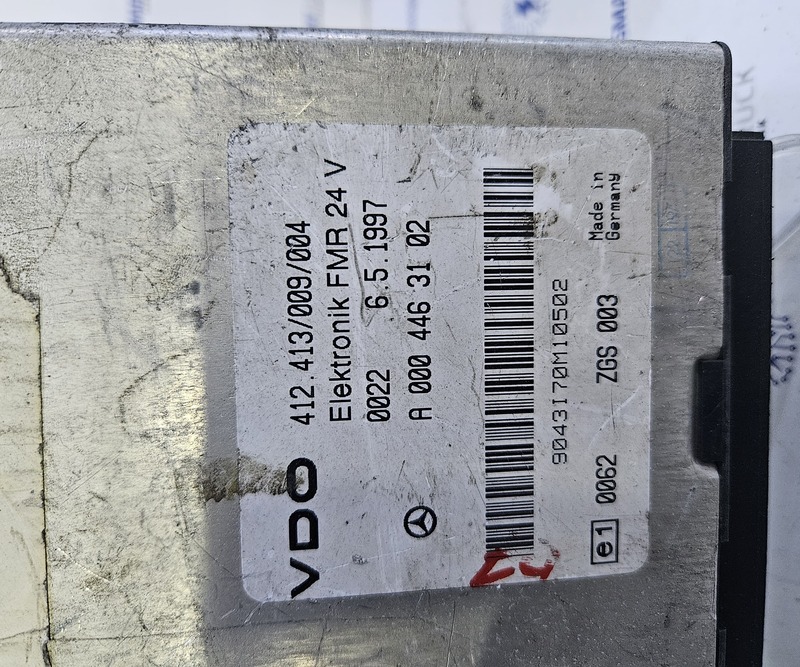 VDO 412.413/009/004
Elektronik FMR 24 V
0022 6.5.1997
A 000 446 31 02
9043I70M10502
e1 0062 ZGS 003 Made in
Germany